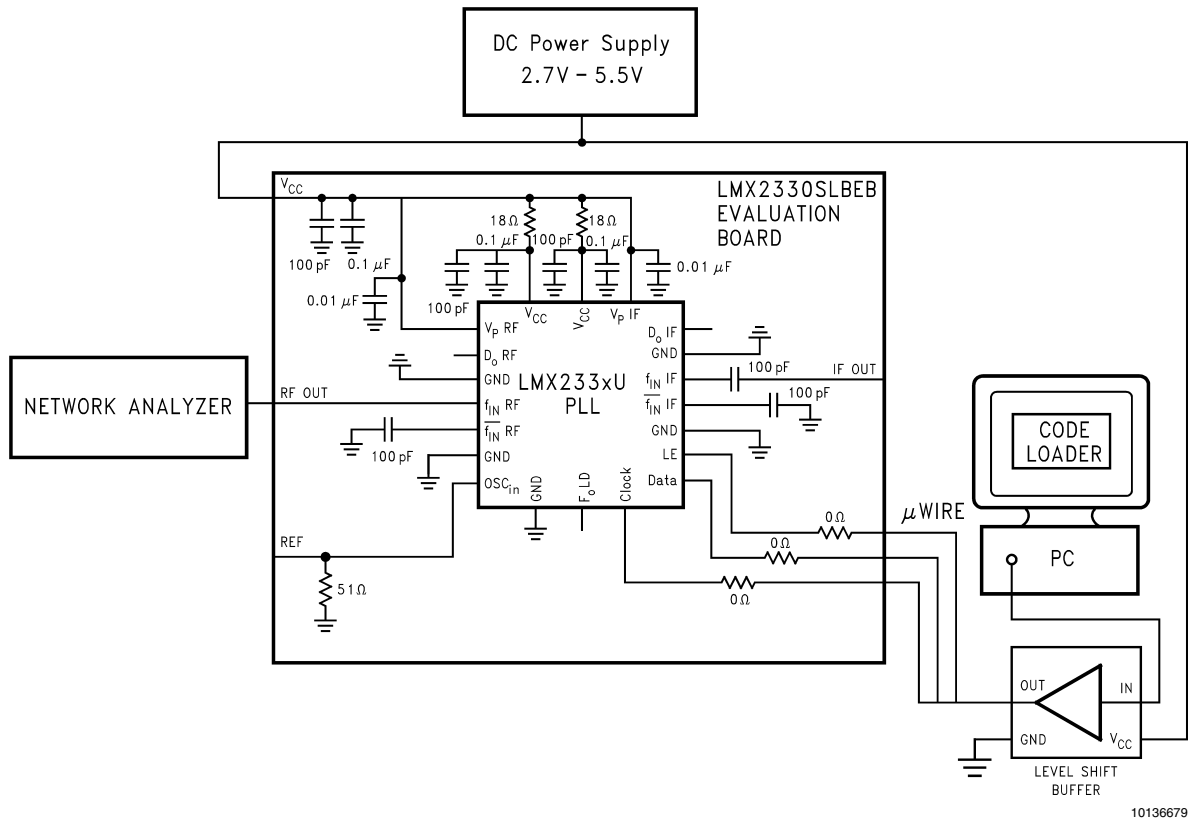 DC Power Supply
2.7V – 5.5V
VCC
LMX2330SLBEB
EVALUATION
BOARD
18Ω
18Ω
0.1 μF
100 pF
0.1 μF
100 pF
0.1 μF
0.01 μF
0.01 μF
100 pF
VCC
VCC
VP IF
VP RF
Do RF
GND
fIN RF
fIN RF
GND
OSCin
LMX233xU
PLL
Do IF
GND
fIN IF
fIN IF
GND
LE
Data
GND
FoLD
Clock
100 pF
IF OUT
100 pF
NETWORK ANALYZER
RF OUT
100 pF
REF
51Ω
0Ω
0Ω
0Ω
μWIRE
CODE
LOADER
PC
OUT
IN
GND
VCC
LEVEL SHIFT
BUFFER
10136679